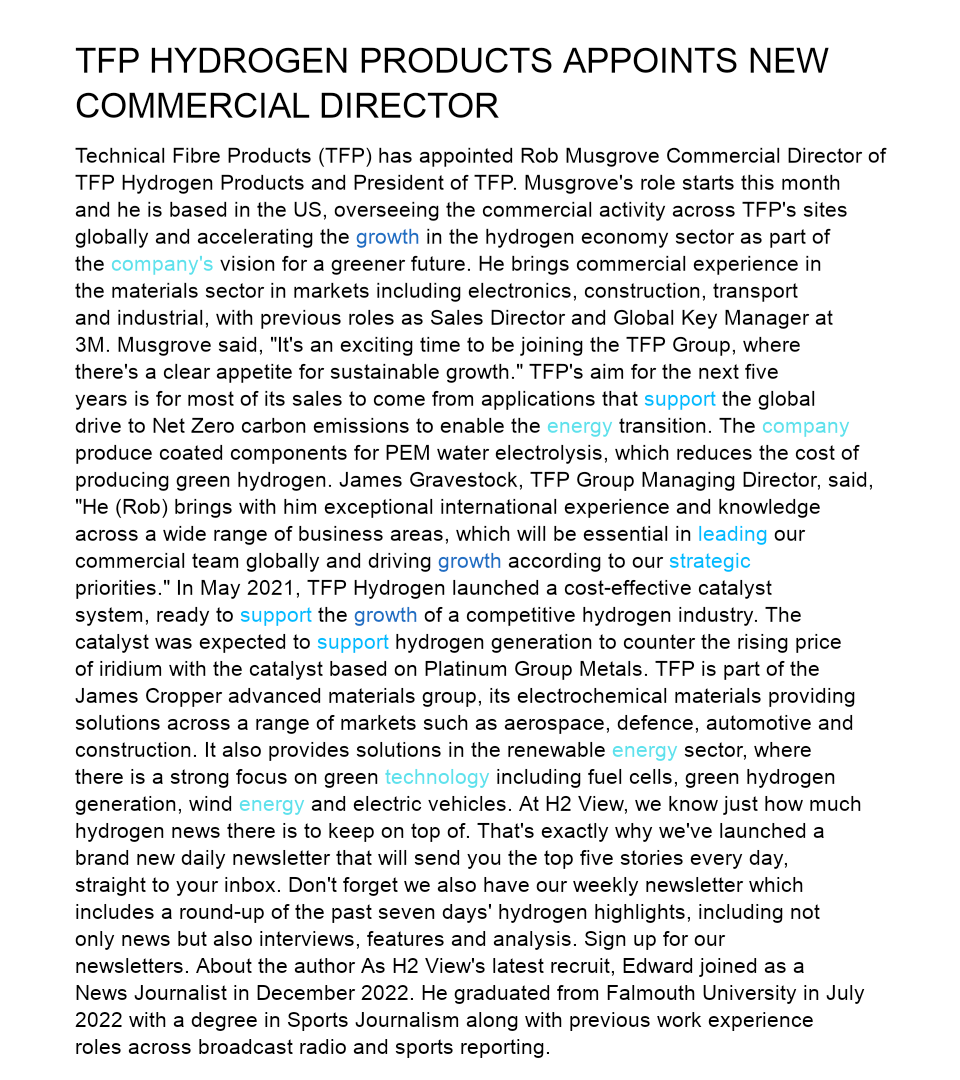 TFP HYDROGEN PRODUCTS APPOINTS NEW
COMMERCIAL DIRECTOR
Technical Fibre Products (TFP) has appointed Rob Musgrove Commercial Director of
TFP Hydrogen Products and President of TFP. Musgrove's role starts this month
and he is based in the US, overseeing the commercial activity across TFP's sites
globally and accelerating the growth in the hydrogen economy sector as part of
the company's vision for a greener future. He brings commercial experience in
the materials sector in markets including electronics, construction, transport
and industrial, with previous roles as Sales Director and Global Key Manager at
3M. Musgrove said, "It's an exciting time to be joining the TFP Group, where
there's a clear appetite for sustainable growth." TFP's aim for the next five
years is for most of its sales to come from applications that support the global
drive to Net Zero carbon emissions to enable the energy transition. The company
produce coated components for PEM water electrolysis, which reduces the cost of
producing green hydrogen. James Gravestock, TFP Group Managing Director, said,
"He (Rob) brings with him exceptional international experience and knowledge
across a wide range of business areas, which will be essential in leading our
commercial team globally and driving growth according to our strategic
priorities." In May 2021, TFP Hydrogen launched a cost-effective catalyst
system, ready to support the growth of a competitive hydrogen industry. The
catalyst was expected to support hydrogen generation to counter the rising price
of iridium with the catalyst based on Platinum Group Metals. TFP is part of the
James Cropper advanced materials group, its electrochemical materials providing
solutions across a range of markets such as aerospace, defence, automotive and
construction. It also provides solutions in the renewable energy sector, where
there is a strong focus on green technology including fuel cells, green hydrogen
generation, wind energy and electric vehicles. At H2 View, we know just how much
hydrogen news there is to keep on top of. That's exactly why we've launched a
brand new daily newsletter that will send you the top five stories every day,
straight to your inbox. Don't forget we also have our weekly newsletter which
includes a round-up of the past seven days' hydrogen highlights, including not
only news but also interviews, features and analysis. Sign up for our
newsletters. About the author As H2 View's latest recruit, Edward joined as a
News Journalist in December 2022. He graduated from Falmouth University in July
2022 with a degree in Sports Journalism along with previous work experience
roles across broadcast radio and sports reporting.